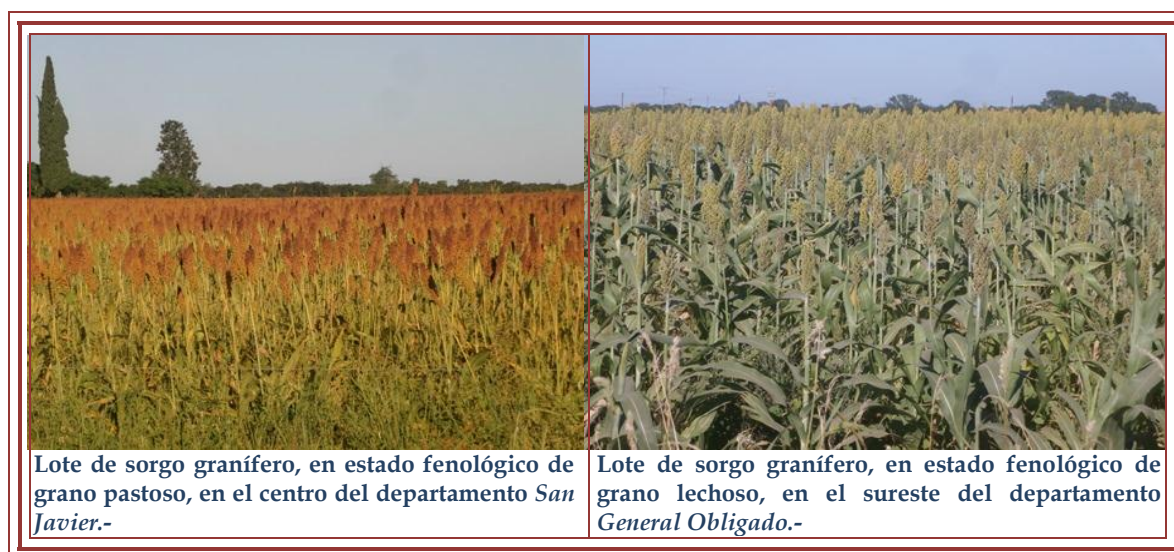 Lote de sorgo granífero, en estado fenológico de
grano pastoso, en el centro del departamento San
Javier.-
Lote de sorgo granífero, en estado fenológico de
grano lechoso, en el sureste del departamento
General Obligado.-